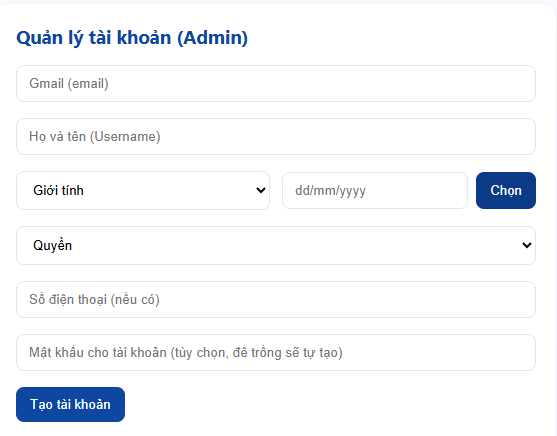 Quản lý tài khoản (Admin)
Gmail (email)
Họ và tên (Username)
Giới tính dd/mm/yyyy Chọn
Quyền
Số điện thoại (nếu có)
Mật khẩu cho tài khoản (tùy chọn, để trống sẽ tự tạo)
Tạo tài khoản